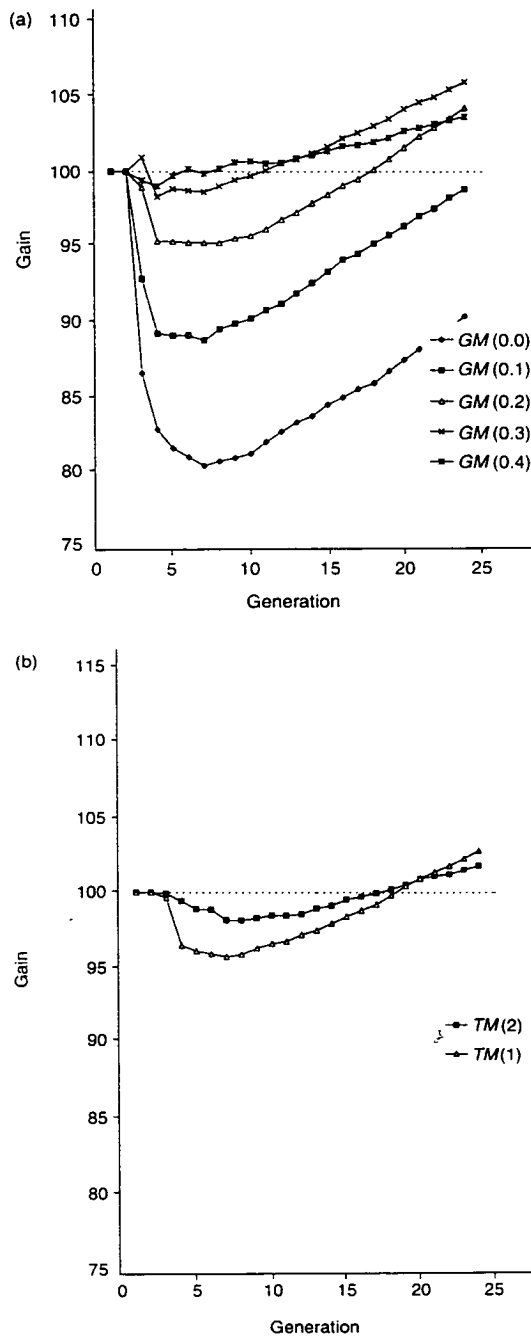 (a)
110
105
100
95
90
85
80
75
Gain
0 5 10 15 20 25
Generation
GM (0.0)
GM (0.1)
GM (0.2)
GM (0.3)
GM (0.4)
(b)
115
110
105
100
95
90
85
80
75
Gain
0 5 10 15 20 25
Generation
TM (2)
TM (1)